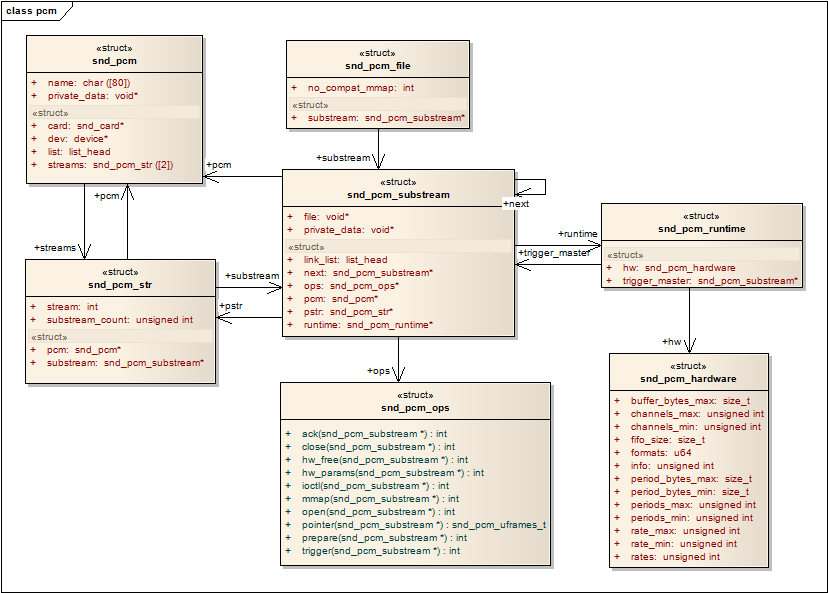 class pcm
«struct»
snd_pcm
+ name: char ([80])
+ private_data: void*
«struct»
+ card: snd_card*
+ dev: device*
+ list: list_head
+ streams: snd_pcm_str ([2])
«struct»
snd_pcm_file
+ no_compat_mmap: int
«struct»
+ substream: snd_pcm_substream*
+substream
+pcm
+pcm
+streams
«struct»
snd_pcm_substream
+ file: void*
+ private_data: void*
«struct»
+ link_list: list_head
+ next: snd_pcm_substream*
+ ops: snd_pcm_ops*
+ pcm: snd_pcm*
+ pstr: snd_pcm_str*
+ runtime: snd_pcm_runtime*
+next
+runtime
+trigger_master
«struct»
snd_pcm_runtime
«struct»
+ hw: snd_pcm_hardware
+ trigger_master: snd_pcm_substream*
«struct»
snd_pcm_str
+ stream: int
+ substream_count: unsigned int
«struct»
+ pcm: snd_pcm*
+ substream: snd_pcm_substream*
+substream
+pstr
+ops
+hw
«struct»
snd_pcm_ops
+ ack(snd_pcm_substream *) : int
+ close(snd_pcm_substream *) : int
+ hw_free(snd_pcm_substream *) : int
+ hw_params(snd_pcm_substream *) : int
+ ioctl(snd_pcm_substream *) : int
+ mmap(snd_pcm_substream *) : int
+ open(snd_pcm_substream *) : int
+ pointer(snd_pcm_substream *) : snd_pcm_uframes_t
+ prepare(snd_pcm_substream *) : int
+ trigger(snd_pcm_substream *) : int
«struct»
snd_pcm_hardware
+ buffer_bytes_max: size_t
+ channels_max: unsigned int
+ channels_min: unsigned int
+ fifo_size: size_t
+ formats: u64
+ info: unsigned int
+ period_bytes_max: size_t
+ period_bytes_min: size_t
+ periods_max: unsigned int
+ periods_min: unsigned int
+ rate_max: unsigned int
+ rate_min: unsigned int
+ rates: unsigned int